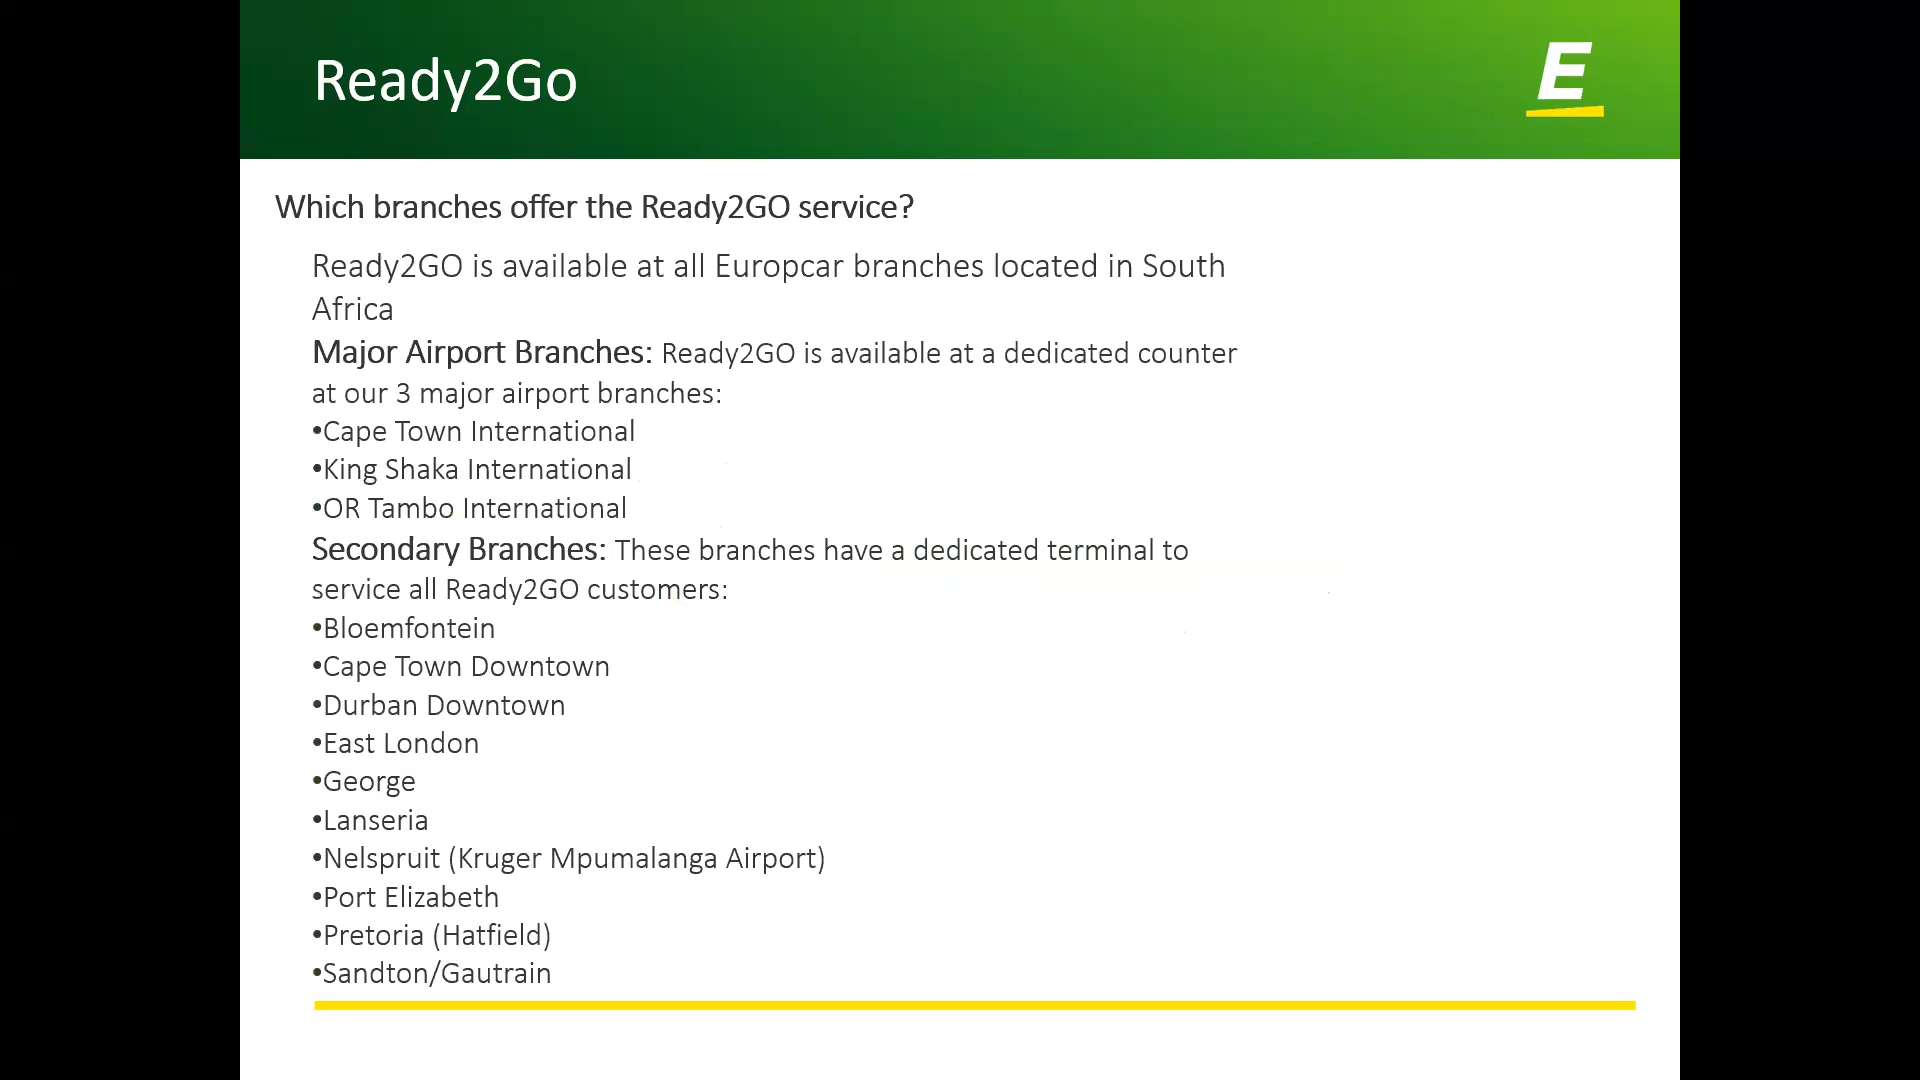 Ready2Go
E
Which branches offer the Ready2GO service?
Ready2GO is available at all Europcar branches located in South
Africa
Major Airport Branches: Ready2GO is available at a dedicated counter
at our 3 major airport branches:
•Cape Town International
•King Shaka International
•OR Tambo International
Secondary Branches: These branches have a dedicated terminal to
service all Ready2GO customers:
•Bloemfontein
•Cape Town Downtown
•Durban Downtown
•East London
•George
•Lanseria
•Nelspruit (Kruger Mpumalanga Airport)
•Port Elizabeth
•Pretoria (Hatfield)
•Sandton/Gautrain